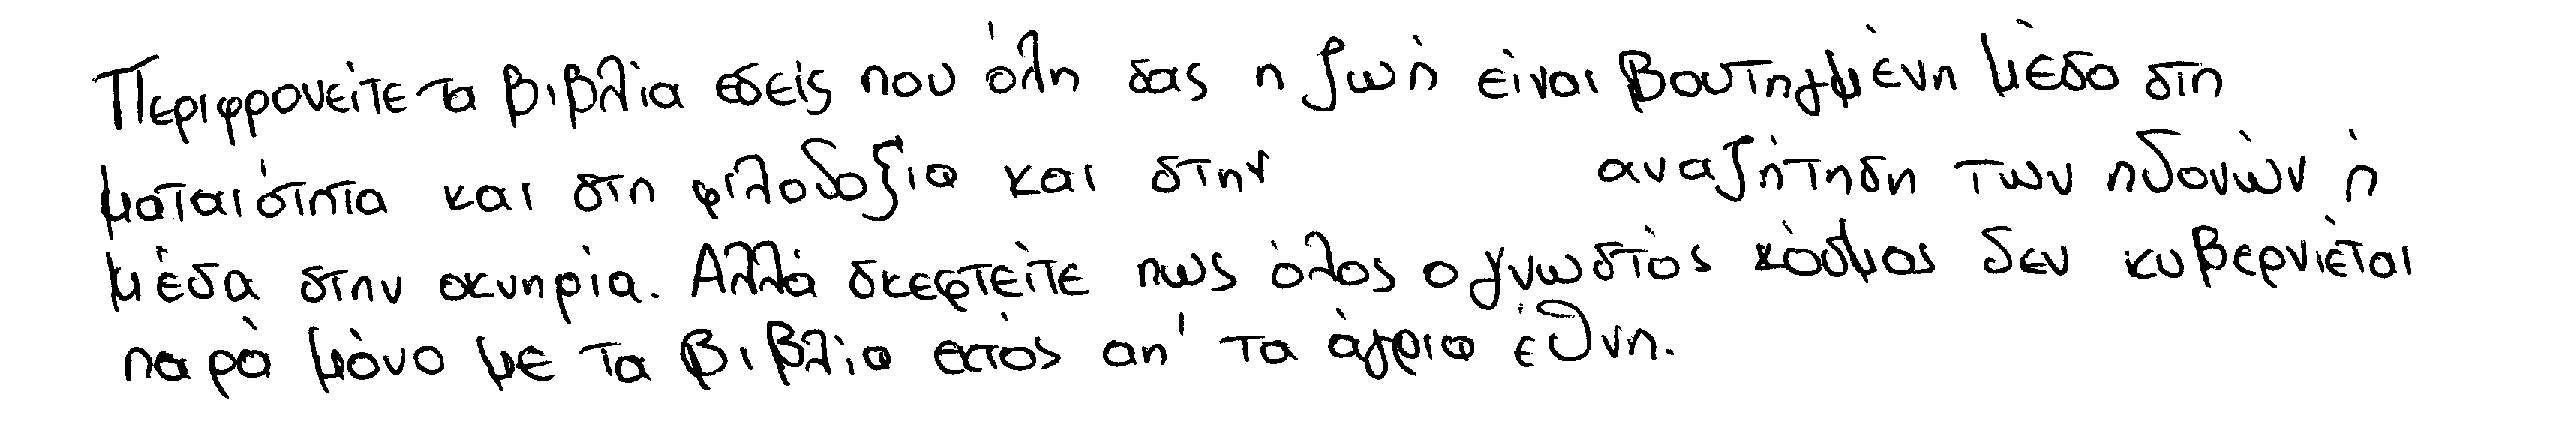 Περιφρονείτε τα βιβλία εσείς που όλη σας η ζωή είναι βουτηγμένη μέσα στη
ματαιότητα και στη φιλοδοξία και στην αναζήτηση των ηδονών ή
μέσα στην οκνηρία. Αλλά σκεφτείτε πως όλος ο γνωστός κόσμος δεν κυβερνιέται
παρά μόνο με τα βιβλία εκτός απ' τα άγρια έθνη.